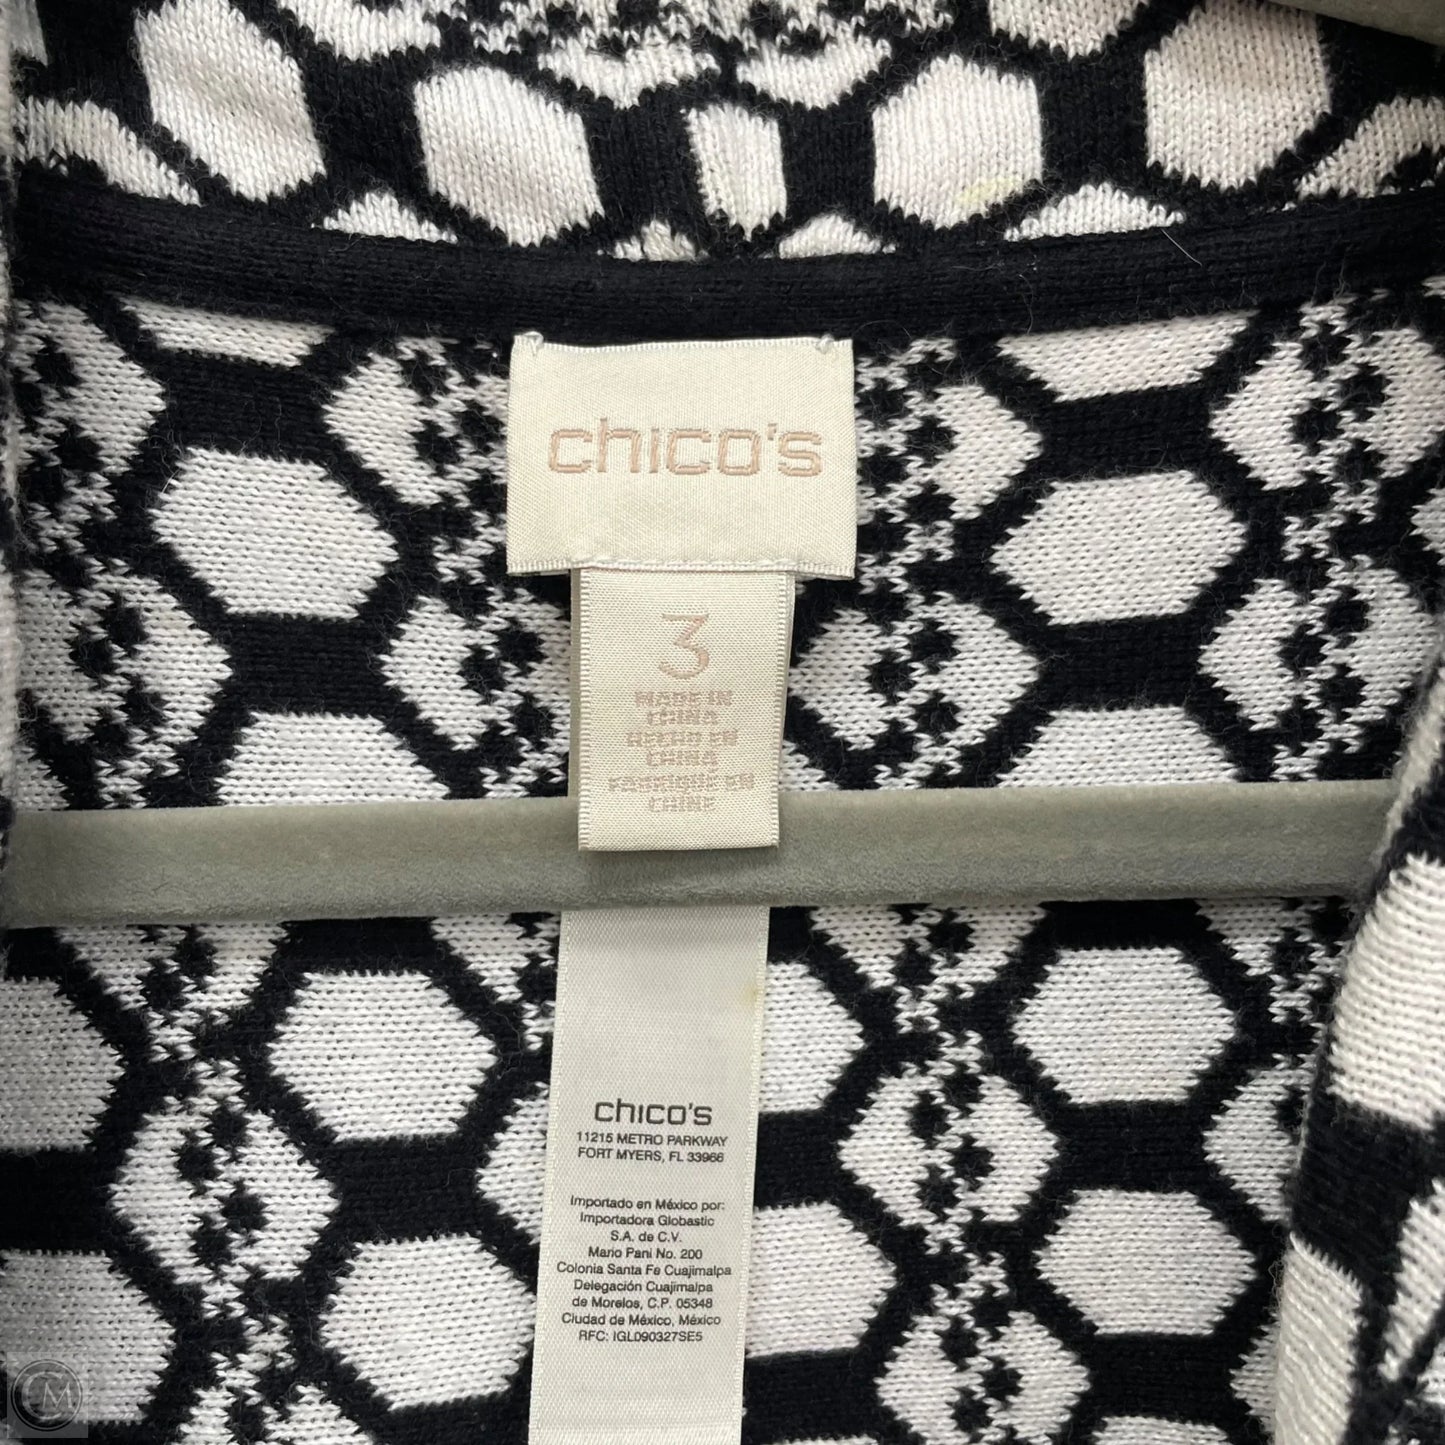 chico's
3
MADE IN
CHINA
HECHO EN
CHINA
FABRIQUE EN
CHINE
chico's
11215 METRO PARKWAY
FORT MYERS, FL 33966
Importado en México por:
Importadora Globastic
S.A. de C.V.
Mario Pani No. 200
Colonia Santa Fe Cuajimalpa
Delegación Cuajimalpa
de Morelos, C.P. 05348
Ciudad de México, México
RFC: IGL090327SE5
CM